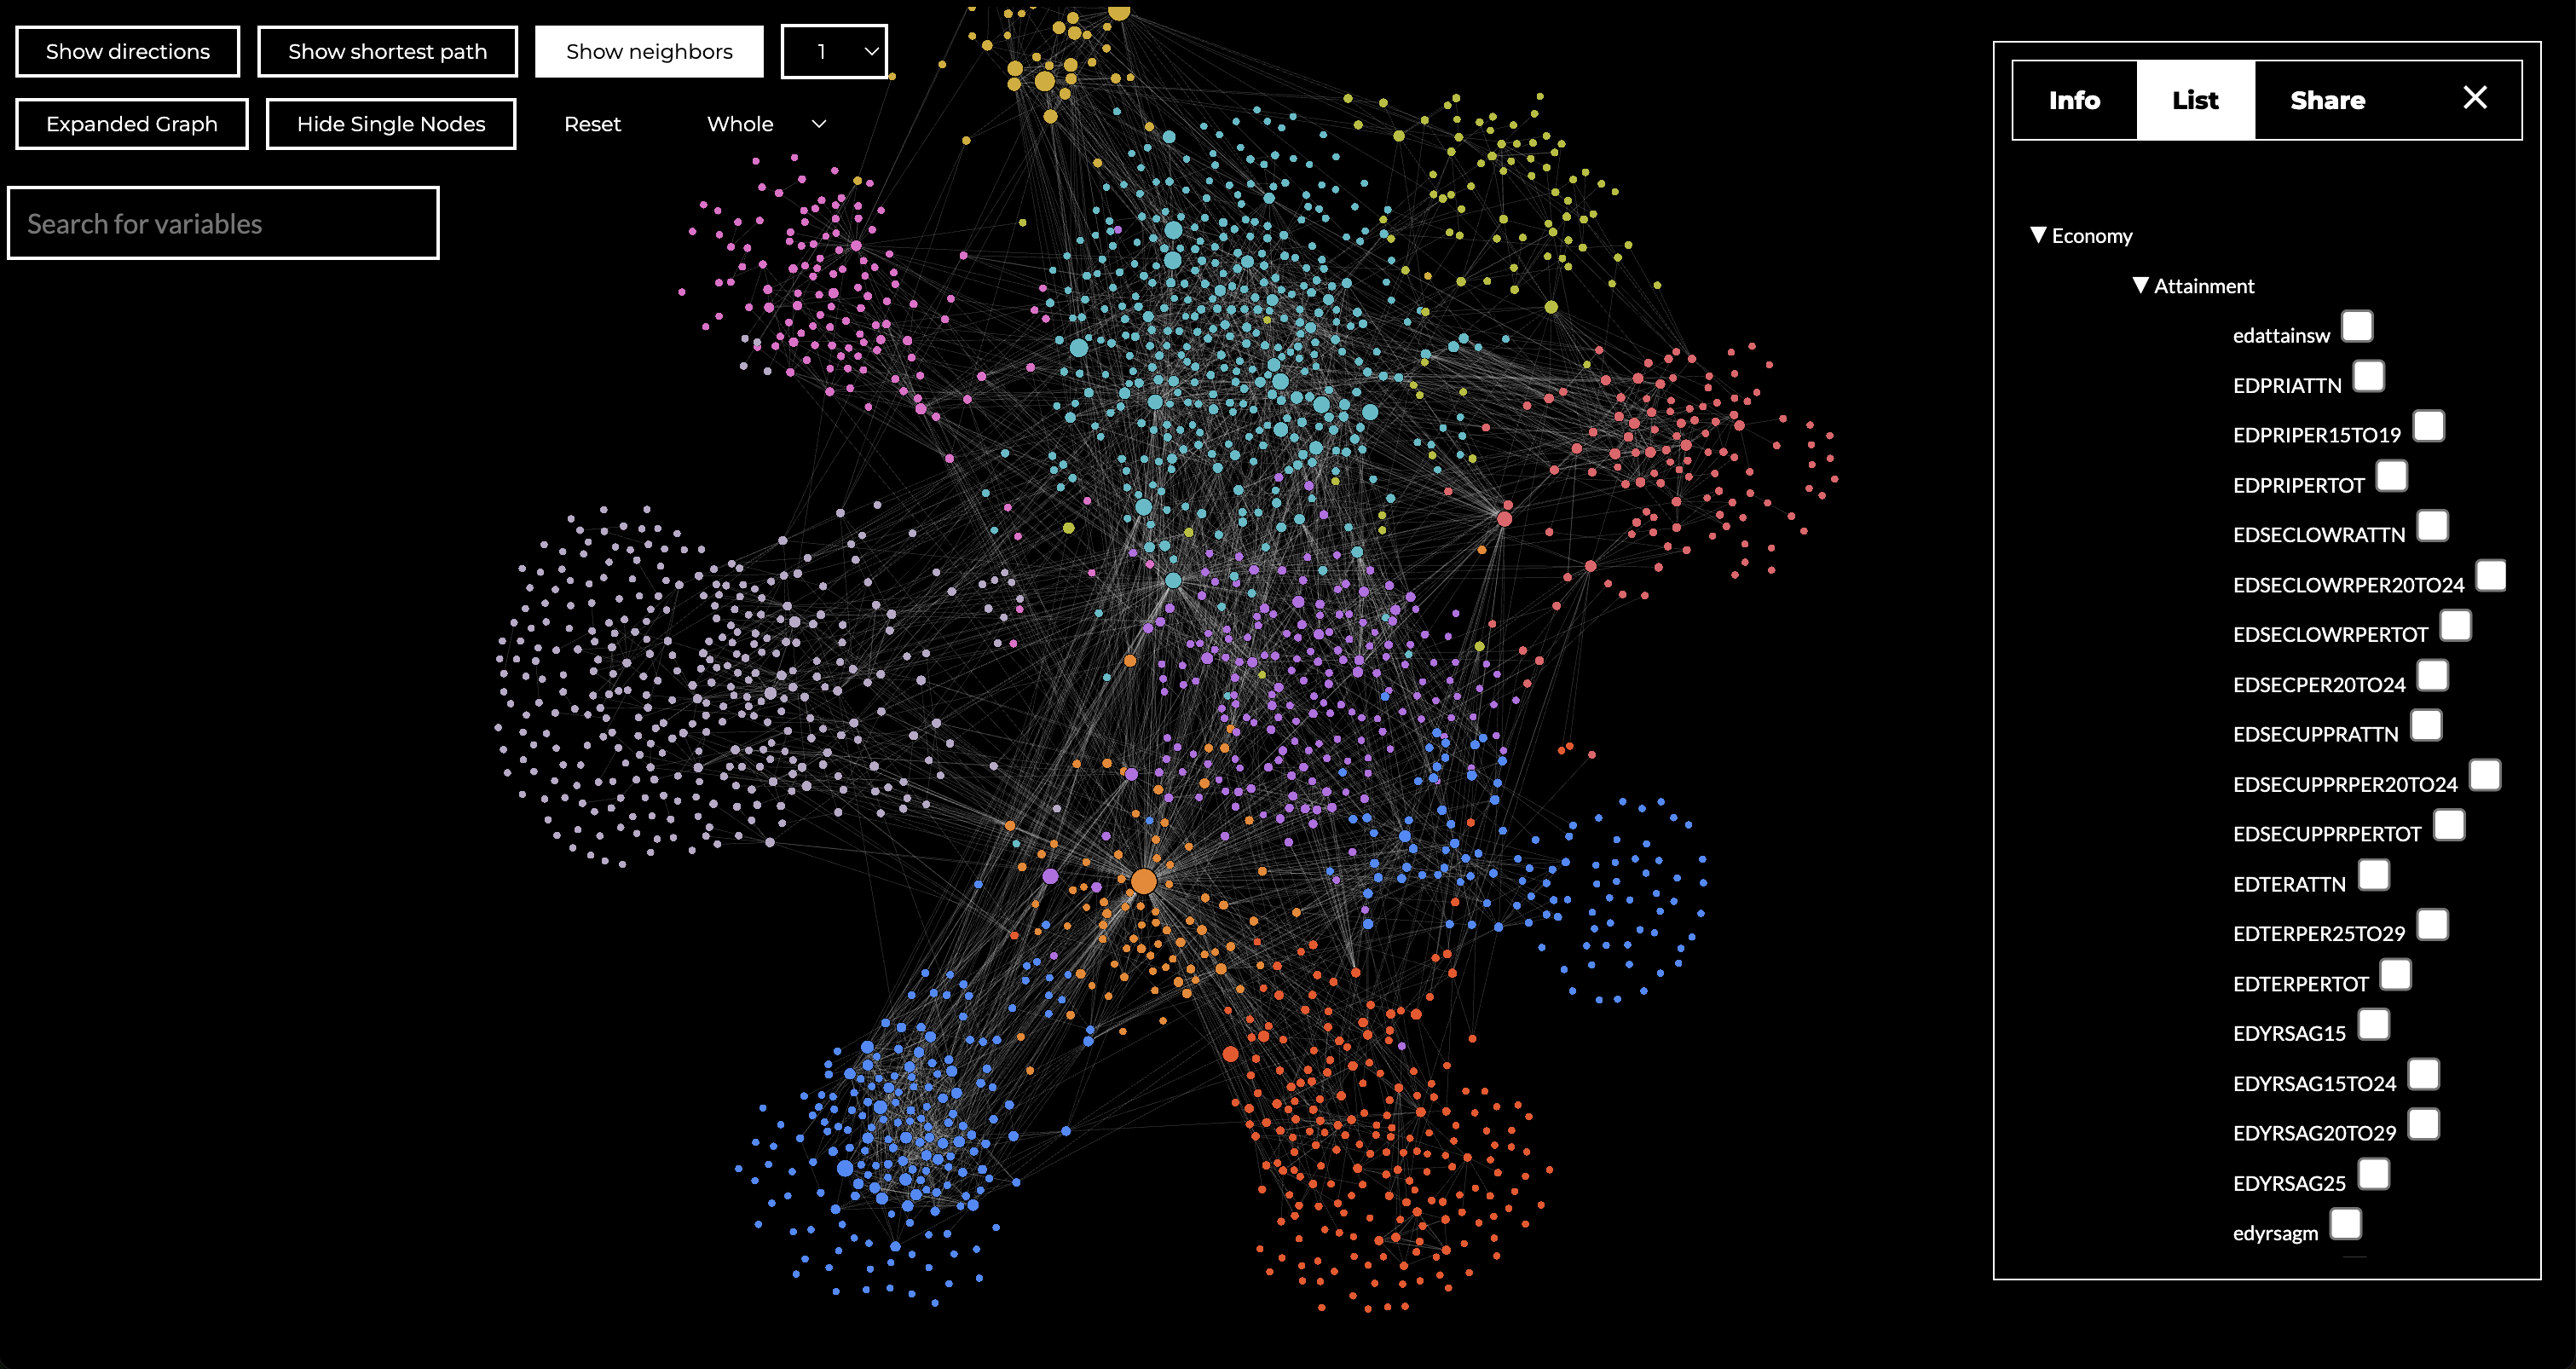 Show directions
Show shortest path
Show neighbors
1
Expanded Graph
Hide Single Nodes
Reset
Whole
Search for variables
Info
List
Share
Economy
Attainment
edattainsw
EDPRIATTN
EDPRIPER15TO19
EDPRIPERTOT
EDSECLOWRATTN
EDSECLOWRPER20TO24
EDSECLOWRPERTOT
EDSECPER20TO24
EDSECUPPRATTN
EDSECUPPRPER20TO24
EDSECUPPRPERTOT
EDTERATTN
EDTERPER25TO29
EDTERPERTOT
EDYRSAG15
EDYRSAG15TO24
EDYRSAG20TO29
EDYRSAG25
edyrsagm